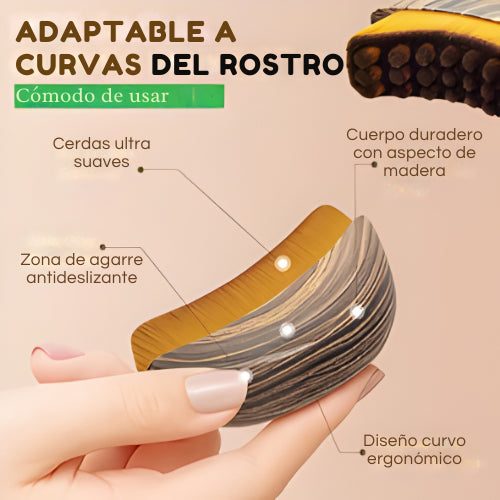 ADAPTABLE A
CURVAS DEL ROSTRO
Cómodo de usar
Cerdas ultra
suaves
Cuerpo duradero
con aspecto de
madera
Zona de agarre
antideslizante
Diseño curvo
ergonómico